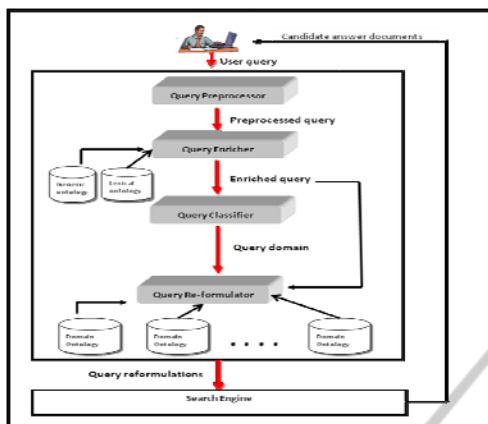 Candidate answer documents
User query
Query Preprocessor
Preprocessed query
Query Enricher
Lexical
ontology
ontology
Enriched query
Query Classifier
Query domain
Query Re-formulator
Domain
Ontology
Domain
Ontology
. . . .
Domain
Ontology
Query reformulations
Search Engine